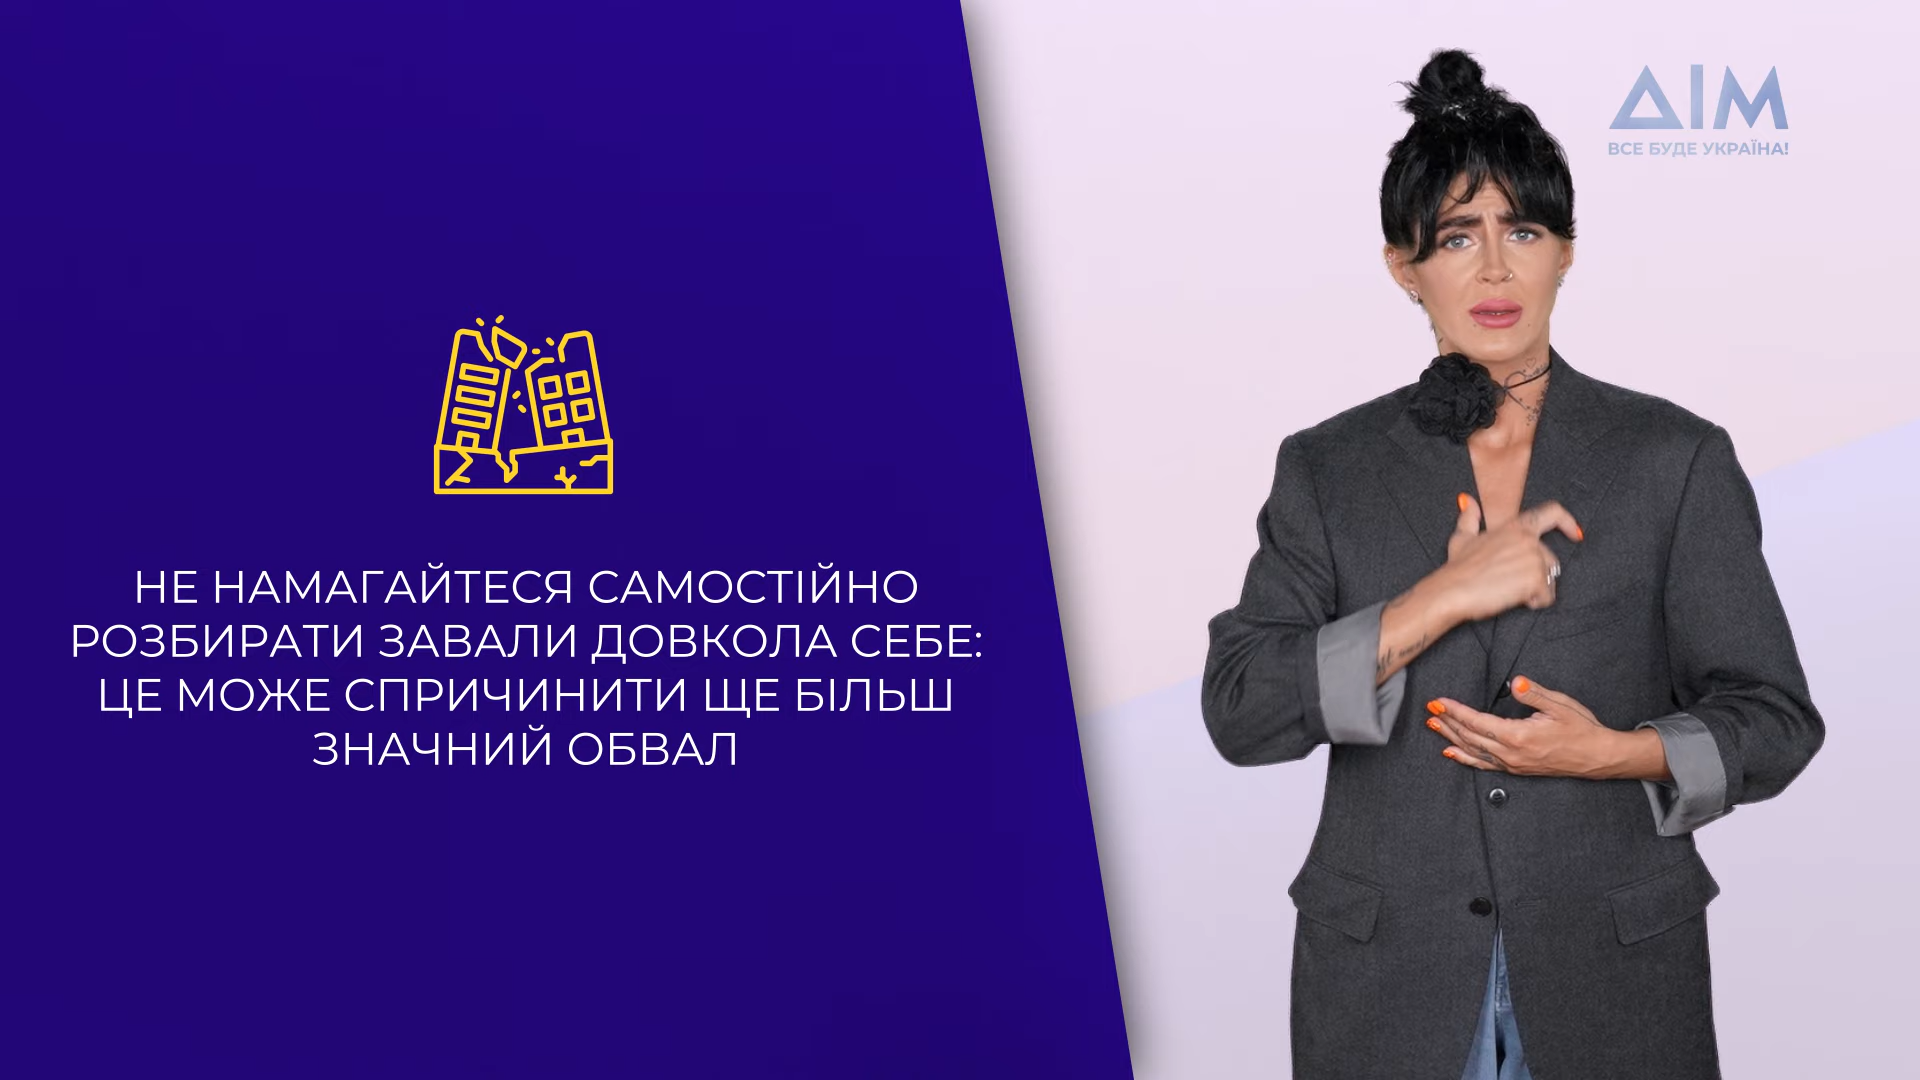 ДІМ
ВСЕ БУДЕ УКРАЇНА!
НЕ НАМАГАЙТЕСЯ САМОСТІЙНО
РОЗБИРАТИ ЗАВАЛИ ДОВКОЛА СЕБЕ:
ЦЕ МОЖЕ СПРИЧИНИТИ ЩЕ БІЛЬШ
ЗНАЧНИЙ ОБВАЛ